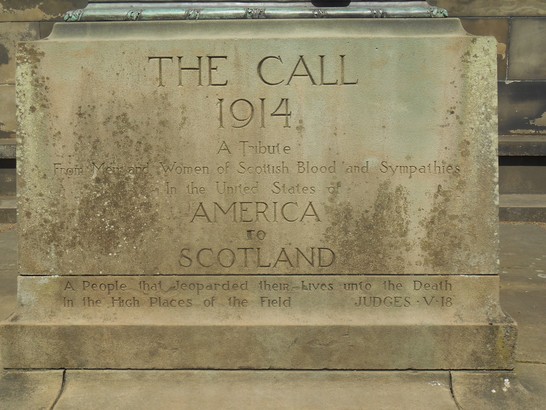 THE CALL
1914
A Tribute
From Men and Women of Scottish Blood and Sympathies
In the United States of
AMERICA
TO
SCOTLAND
A People that Jeoparded their Lives unto the Death
in the High Places of the Field JUDGES·V·18